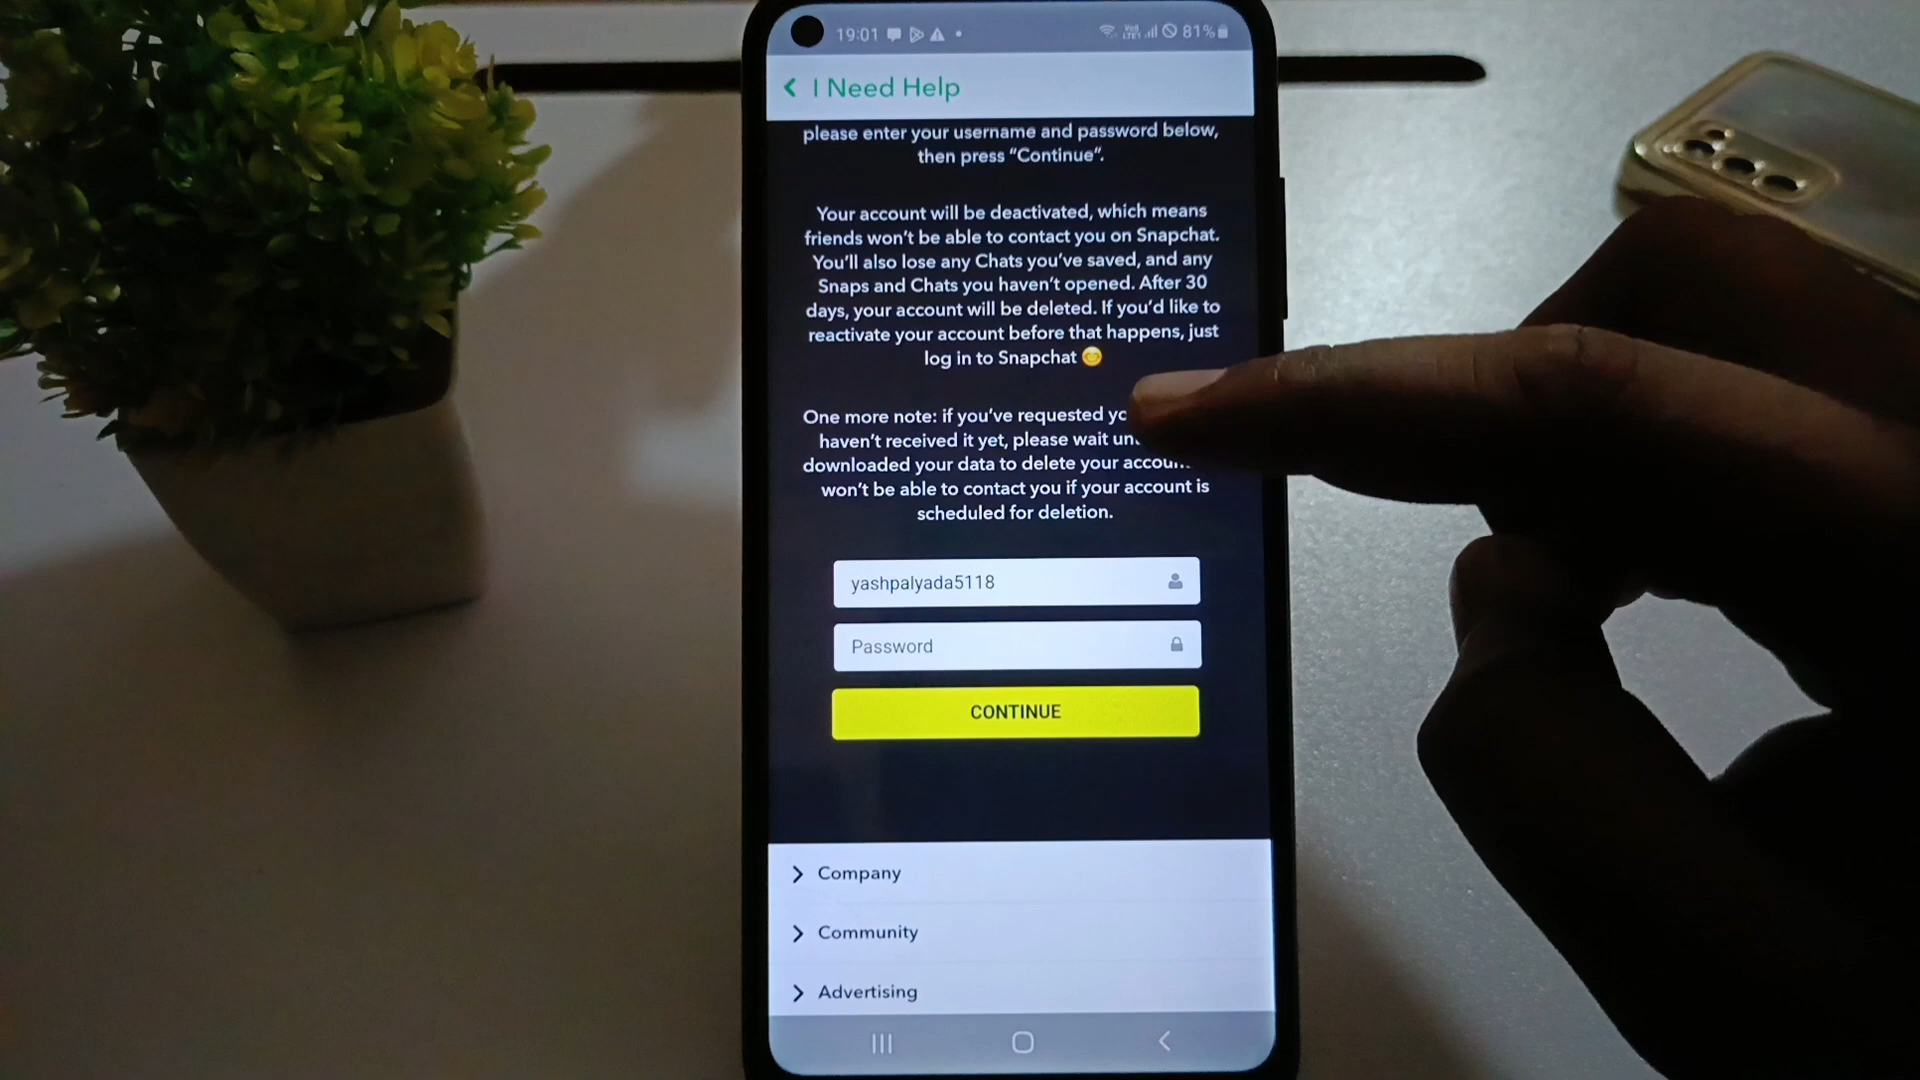 19:01
81%
I Need Help
please enter your username and password below,
then press “Continue”.
Your account will be deactivated, which means
friends won’t be able to contact you on Snapchat.
You’ll also lose any Chats you’ve saved, and any
Snaps and Chats you haven’t opened. After 30
days, your account will be deleted. If you’d like to
reactivate your account before that happens, just
log in to Snapchat 😊
One more note: if you’ve requested
haven’t received it yet, please wait
downloaded your data to delete your
won’t be able to contact you if your account is
scheduled for deletion.
yashpalyada5118
Password
CONTINUE
Company
Community
Advertising